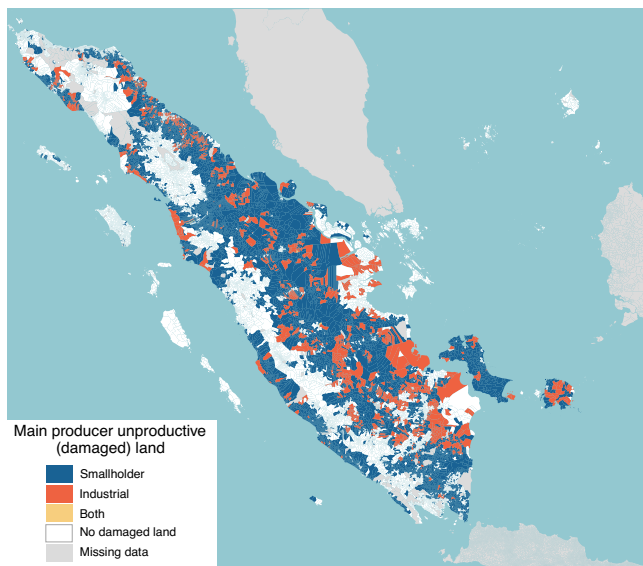 Main producer unproductive
(damaged) land
Smallholder
Industrial
Both
No damaged land
Missing data